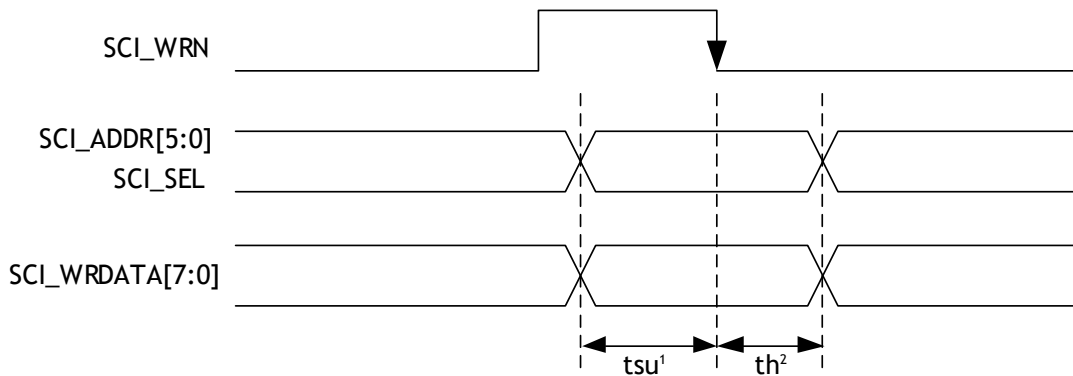 SCI_WRN
SCI_ADDR[5:0]
SCI_SEL
SCI_WRDATA[7:0]
tsu¹ th²